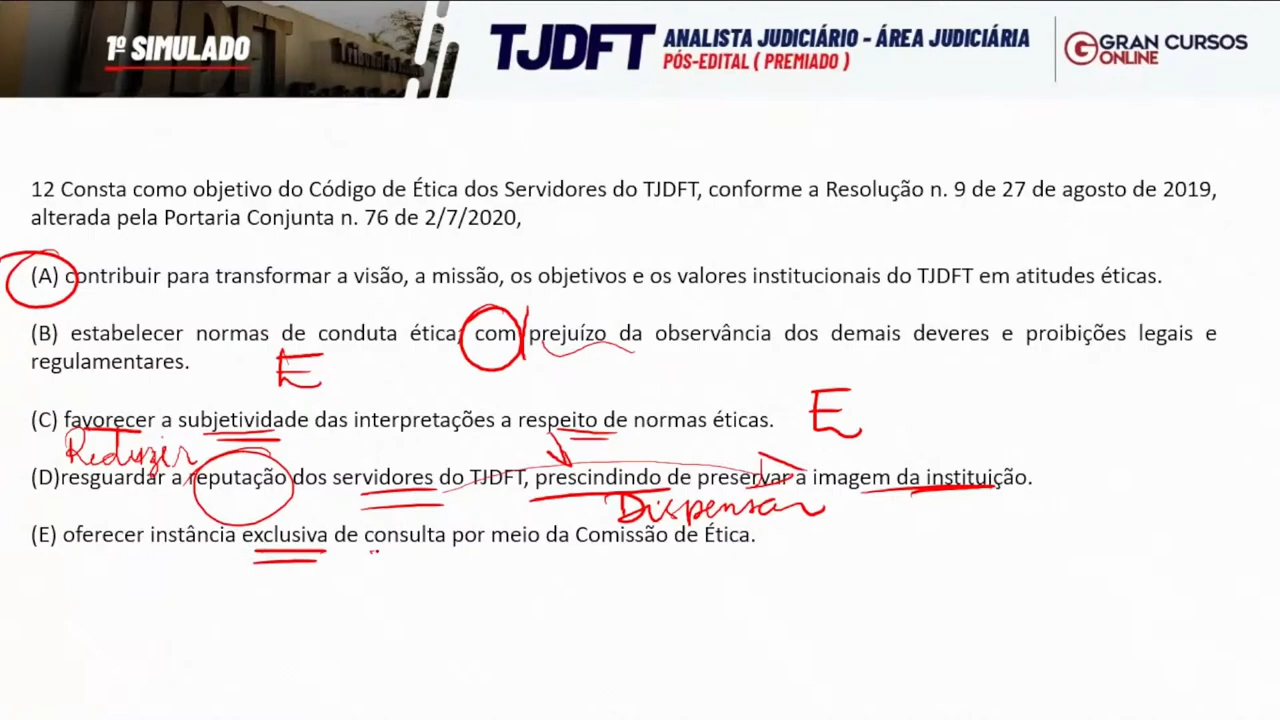 1º SIMULADO
TJDFT
ANALISTA JUDICIÁRIO - ÁREA JUDICIÁRIA
PÓS-EDITAL ( PREMIADO )
GRAN CURSOS
ONLINE
12 Consta como objetivo do Código de Ética dos Servidores do TJDFT, conforme a Resolução n. 9 de 27 de agosto de 2019,
alterada pela Portaria Conjunta n. 76 de 2/7/2020,
(A) contribuir para transformar a visão, a missão, os objetivos e os valores institucionais do TJDFT em atitudes éticas.
(B) estabelecer normas de conduta ética, com prejuízo da observância dos demais deveres e proibições legais e
regulamentares.
E
(C) favorecer a subjetividade das interpretações a respeito de normas éticas.
E
Reduzir
(D)resguardar a reputação dos servidores do TJDFT, prescindindo de preservar a imagem da instituição.
Dispensar
(E) oferecer instância exclusiva de consulta por meio da Comissão de Ética.